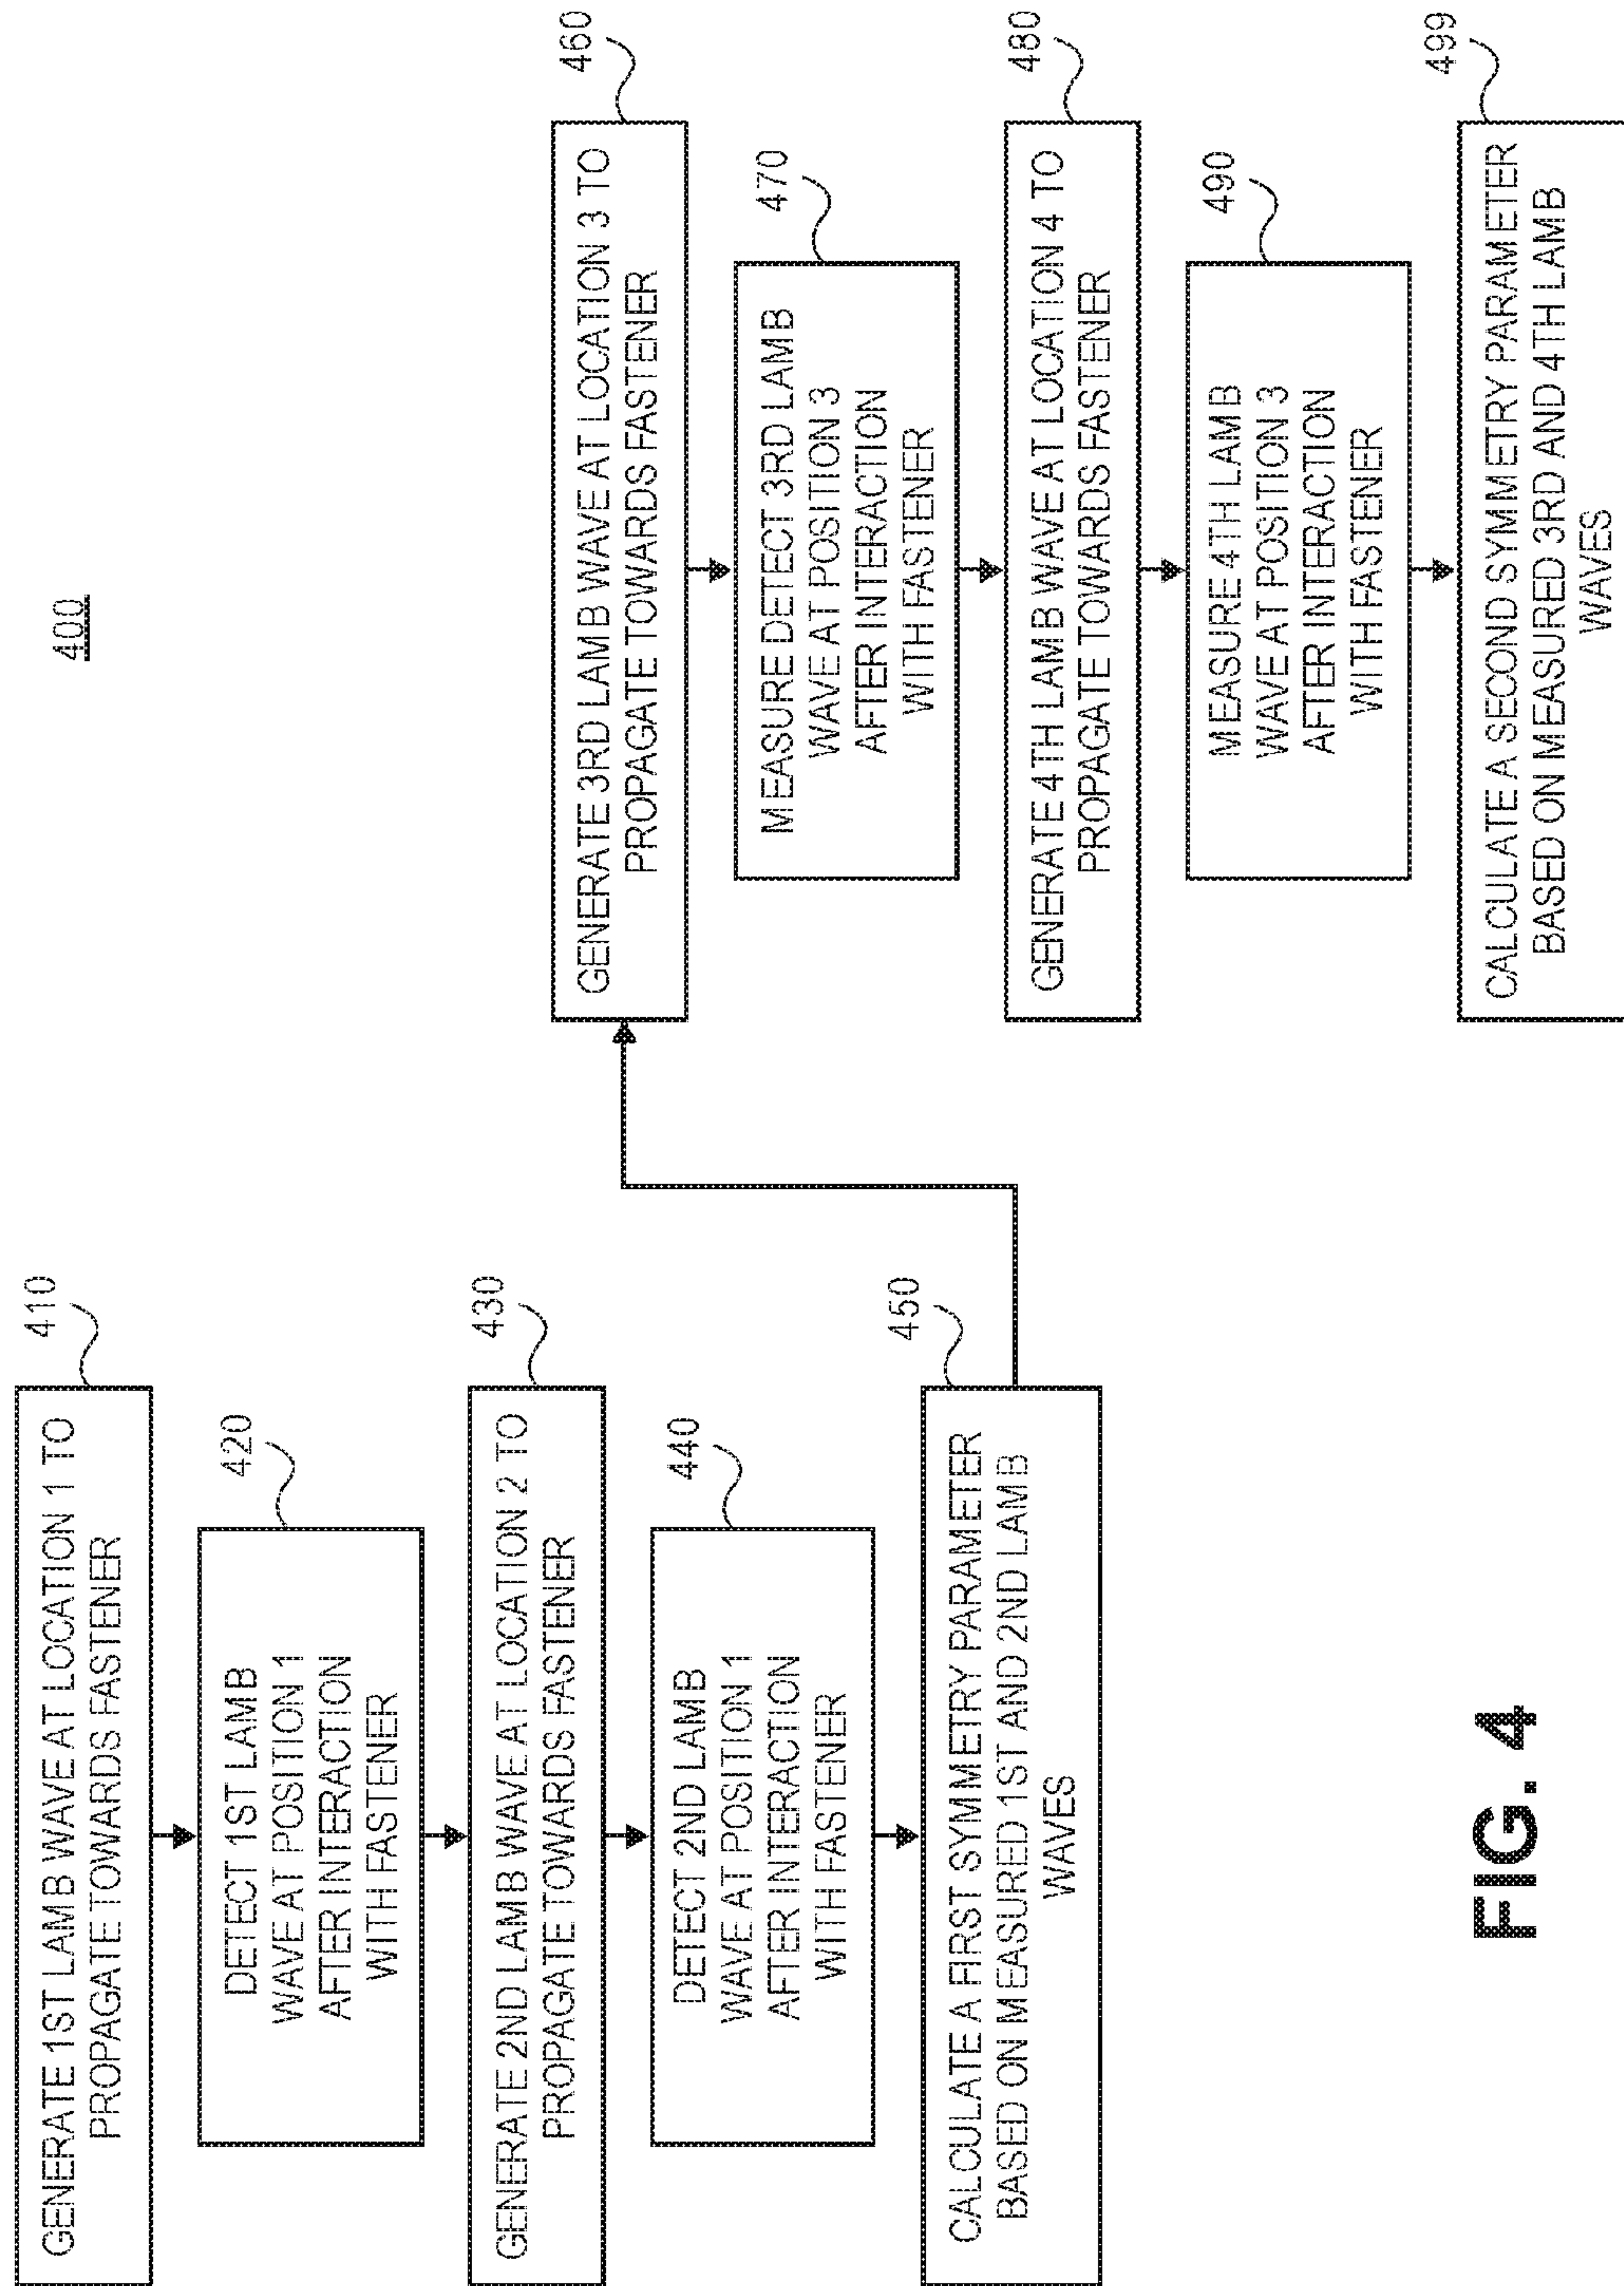 400
410
GENERATE 1ST LAMB WAVE AT LOCATION 1 TO
PROPAGATE TOWARDS FASTENER
420
DETECT 1ST LAMB
WAVE AT POSITION 1
AFTER INTERACTION
WITH FASTENER
430
GENERATE 2ND LAMB WAVE AT LOCATION 2 TO
PROPAGATE TOWARDS FASTENER
440
DETECT 2ND LAMB
WAVE AT POSITION 1
AFTER INTERACTION
WITH FASTENER
450
CALCULATE A FIRST SYMMETRY PARAMETER
BASED ON MEASURED 1ST AND 2ND LAMB
WAVES
460
GENERATE 3RD LAMB WAVE AT LOCATION 3 TO
PROPAGATE TOWARDS FASTENER
470
MEASURE DETECT 3RD LAMB
WAVE AT POSITION 3
AFTER INTERACTION
WITH FASTENER
480
GENERATE 4TH LAMB WAVE AT LOCATION 4 TO
PROPAGATE TOWARDS FASTENER
490
MEASURE 4TH LAMB
WAVE AT POSITION 3
AFTER INTERACTION
WITH FASTENER
499
CALCULATE A SECOND SYMMETRY PARAMETER
BASED ON MEASURED 3RD AND 4TH LAMB
WAVES
FIG. 4